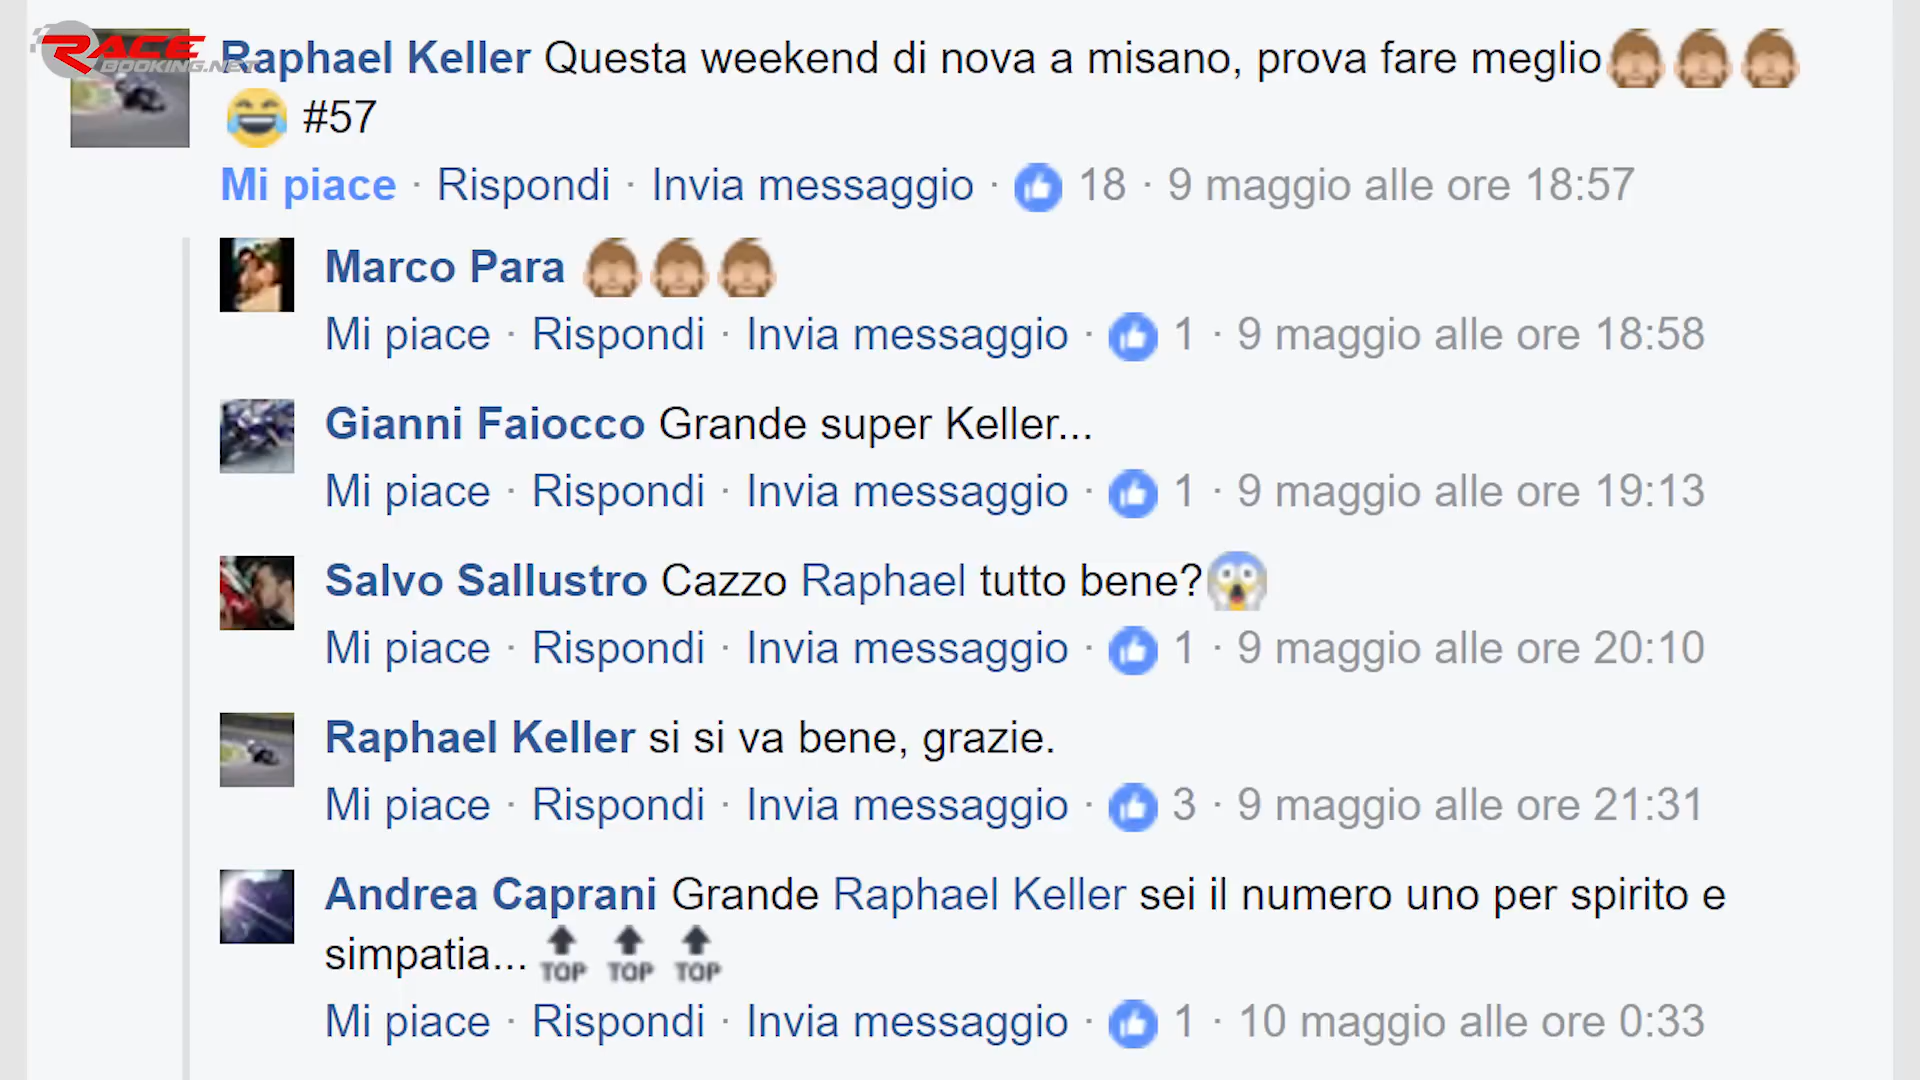 RACE
BOOKING.NET
Raphael Keller Questa weekend di nova a misano, prova fare meglio🙈🙈🙈
😂 #57
Mi piace · Rispondi · Invia messaggio · 18 · 9 maggio alle ore 18:57
Marco Para 🙈🙈🙈
Mi piace · Rispondi · Invia messaggio · 1 · 9 maggio alle ore 18:58
Gianni Faiocco Grande super Keller...
Mi piace · Rispondi · Invia messaggio · 1 · 9 maggio alle ore 19:13
Salvo Sallustro Cazzo Raphael tutto bene?😱
Mi piace · Rispondi · Invia messaggio · 1 · 9 maggio alle ore 20:10
Raphael Keller si si va bene, grazie.
Mi piace · Rispondi · Invia messaggio · 3 · 9 maggio alle ore 21:31
Andrea Caprani Grande Raphael Keller sei il numero uno per spirito e
simpatia... 🔝 🔝 🔝
Mi piace · Rispondi · Invia messaggio · 1 · 10 maggio alle ore 0:33